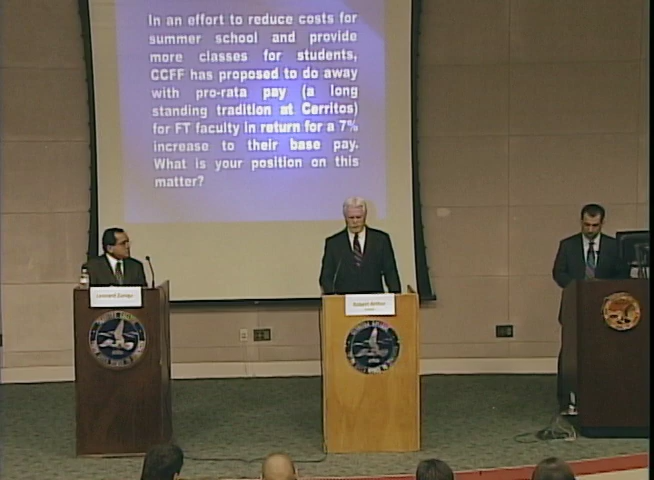 In an effort to reduce costs for
summer school and provide
more classes for students,
CCFF has proposed to do away
with pro-rata pay (a long
standing tradition at Cerritos)
for FT faculty in return for a 7%
increase to their base pay.
What is your position on this
matter?
Leonard Zuniga